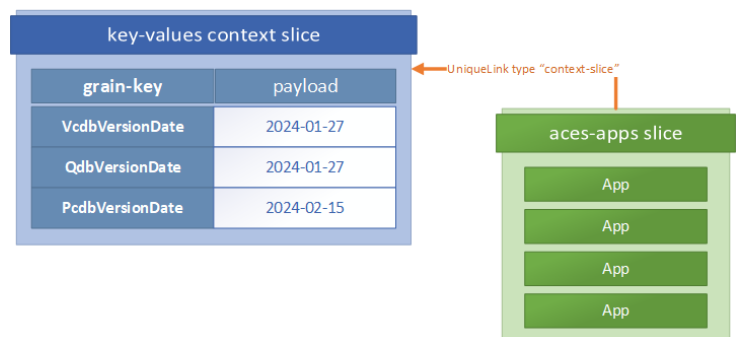 key-values context slice
grain-key payload
VcdbVersionDate 2024-01-27
QdbVersionDate 2024-01-27
PcdbVersionDate 2024-02-15
UniqueLink type “context-slice”
aces-apps slice
App
App
App
App